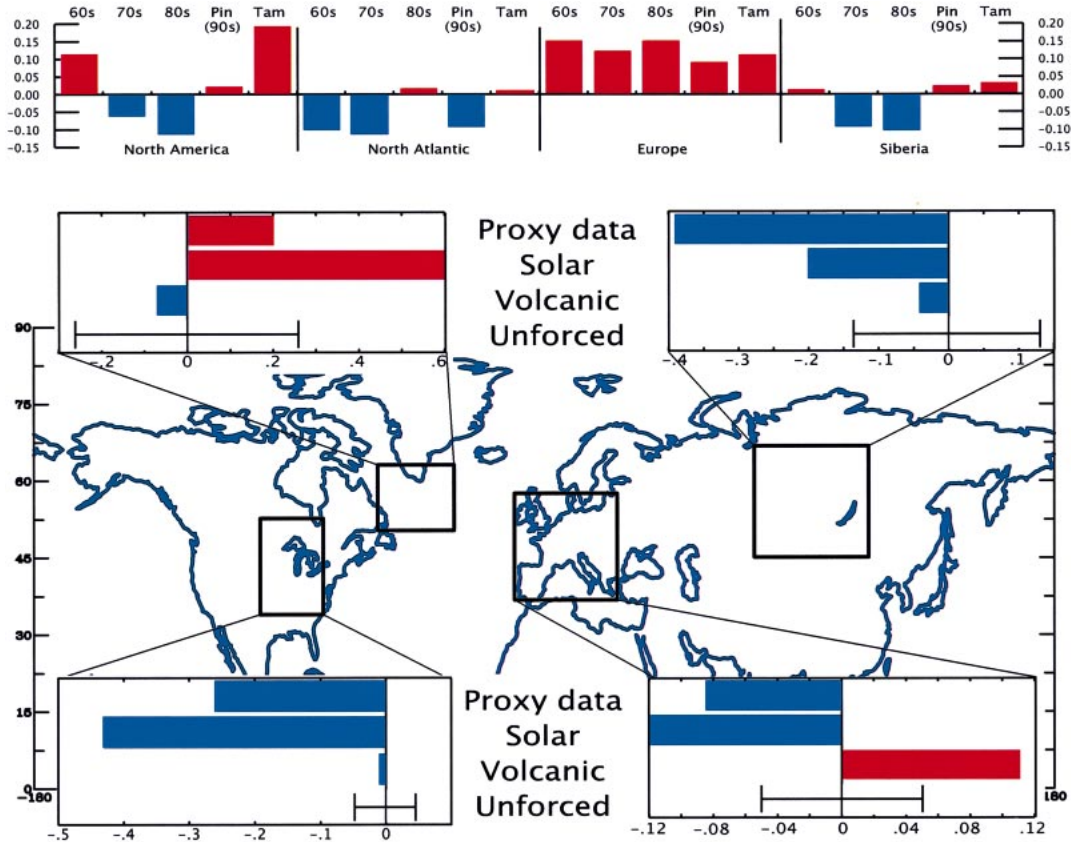 60s 70s 80s Pin (90s) Tam 60s 70s 80s Pin (90s) Tam 60s 70s 80s Pin (90s) Tam 60s 70s 80s Pin (90s) Tam
0.20 0.20
0.15 0.15
0.10 0.10
0.05 0.05
0.00 0.00
-0.05 -0.05
-0.10 -0.10
-0.15 -0.15
North America North Atlantic Europe Siberia
Proxy data
Solar
Volcanic
Unforced
-.2 0 .2 .4 .6
-.4 -.3 -.2 -.1 0 .1
90
75
60
45
30
15
0
-180 180
Proxy data
Solar
Volcanic
Unforced
-.5 -.4 -.3 -.2 -.1 0
-.12 -.08 -.04 0 .04 .08 .12